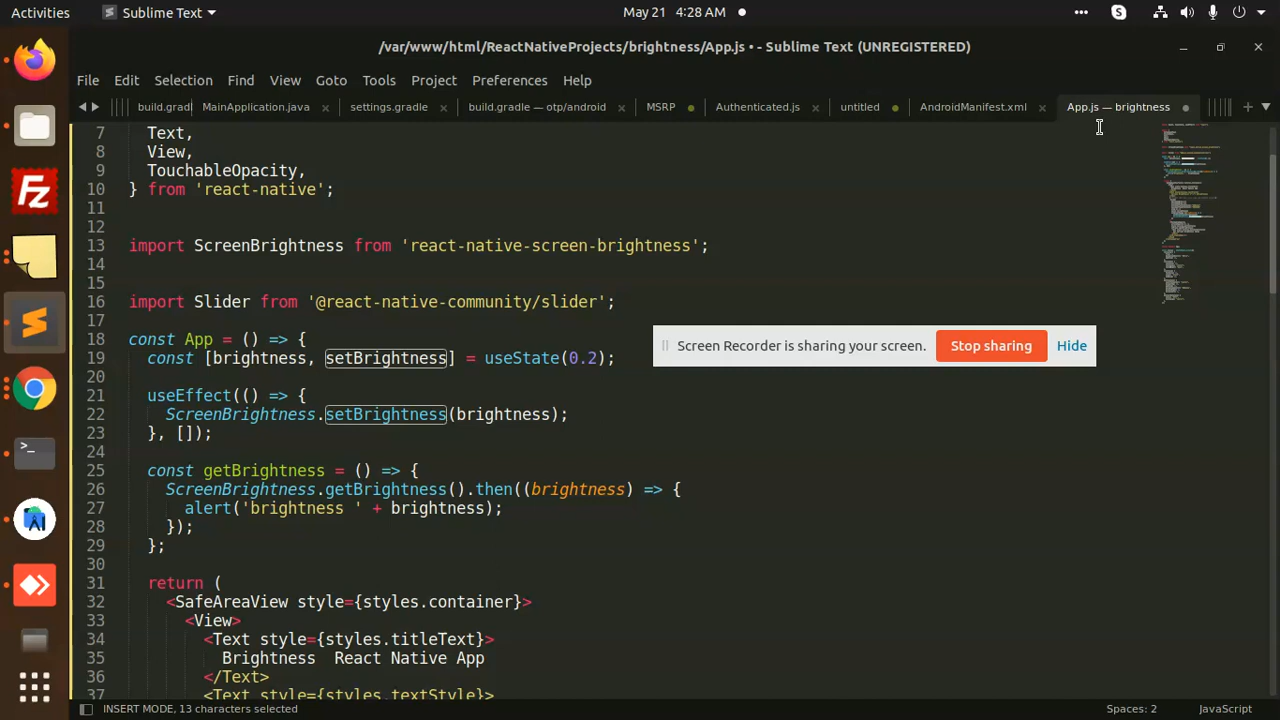 Activities
Sublime Text
May 21 4:28 AM
/var/www/html/ReactNativeProjects/brightness/App.js • - Sublime Text (UNREGISTERED)
File Edit Selection Find View Goto Tools Project Preferences Help
build.gradl MainApplication.java settings.gradle build.gradle — otp/android MSRP Authenticated.js untitled AndroidManifest.xml App.js — brightness
7 Text,
8 View,
9 TouchableOpacity,
10 } from 'react-native';
11
12
13 import ScreenBrightness from 'react-native-screen-brightness';
14
15
16 import Slider from '@react-native-community/slider';
17
18 const App = () => {
19 const [brightness, setBrightness] = useState(0.2);
20
21 useEffect(() => {
22 ScreenBrightness.setBrightness(brightness);
23 }, []);
24
25 const getBrightness = () => {
26 ScreenBrightness.getBrightness().then((brightness) => {
27 alert('brightness ' + brightness);
28 });
29 };
30
31 return (
32 <SafeAreaView style={styles.container}>
33 <View>
34 <Text style={styles.titleText}>
35 Brightness  React Native App
36 </Text>
37 <Text style={styles.textStyle}>
Screen Recorder is sharing your screen. Stop sharing Hide
INSERT MODE, 13 characters selected
Spaces: 2
JavaScript